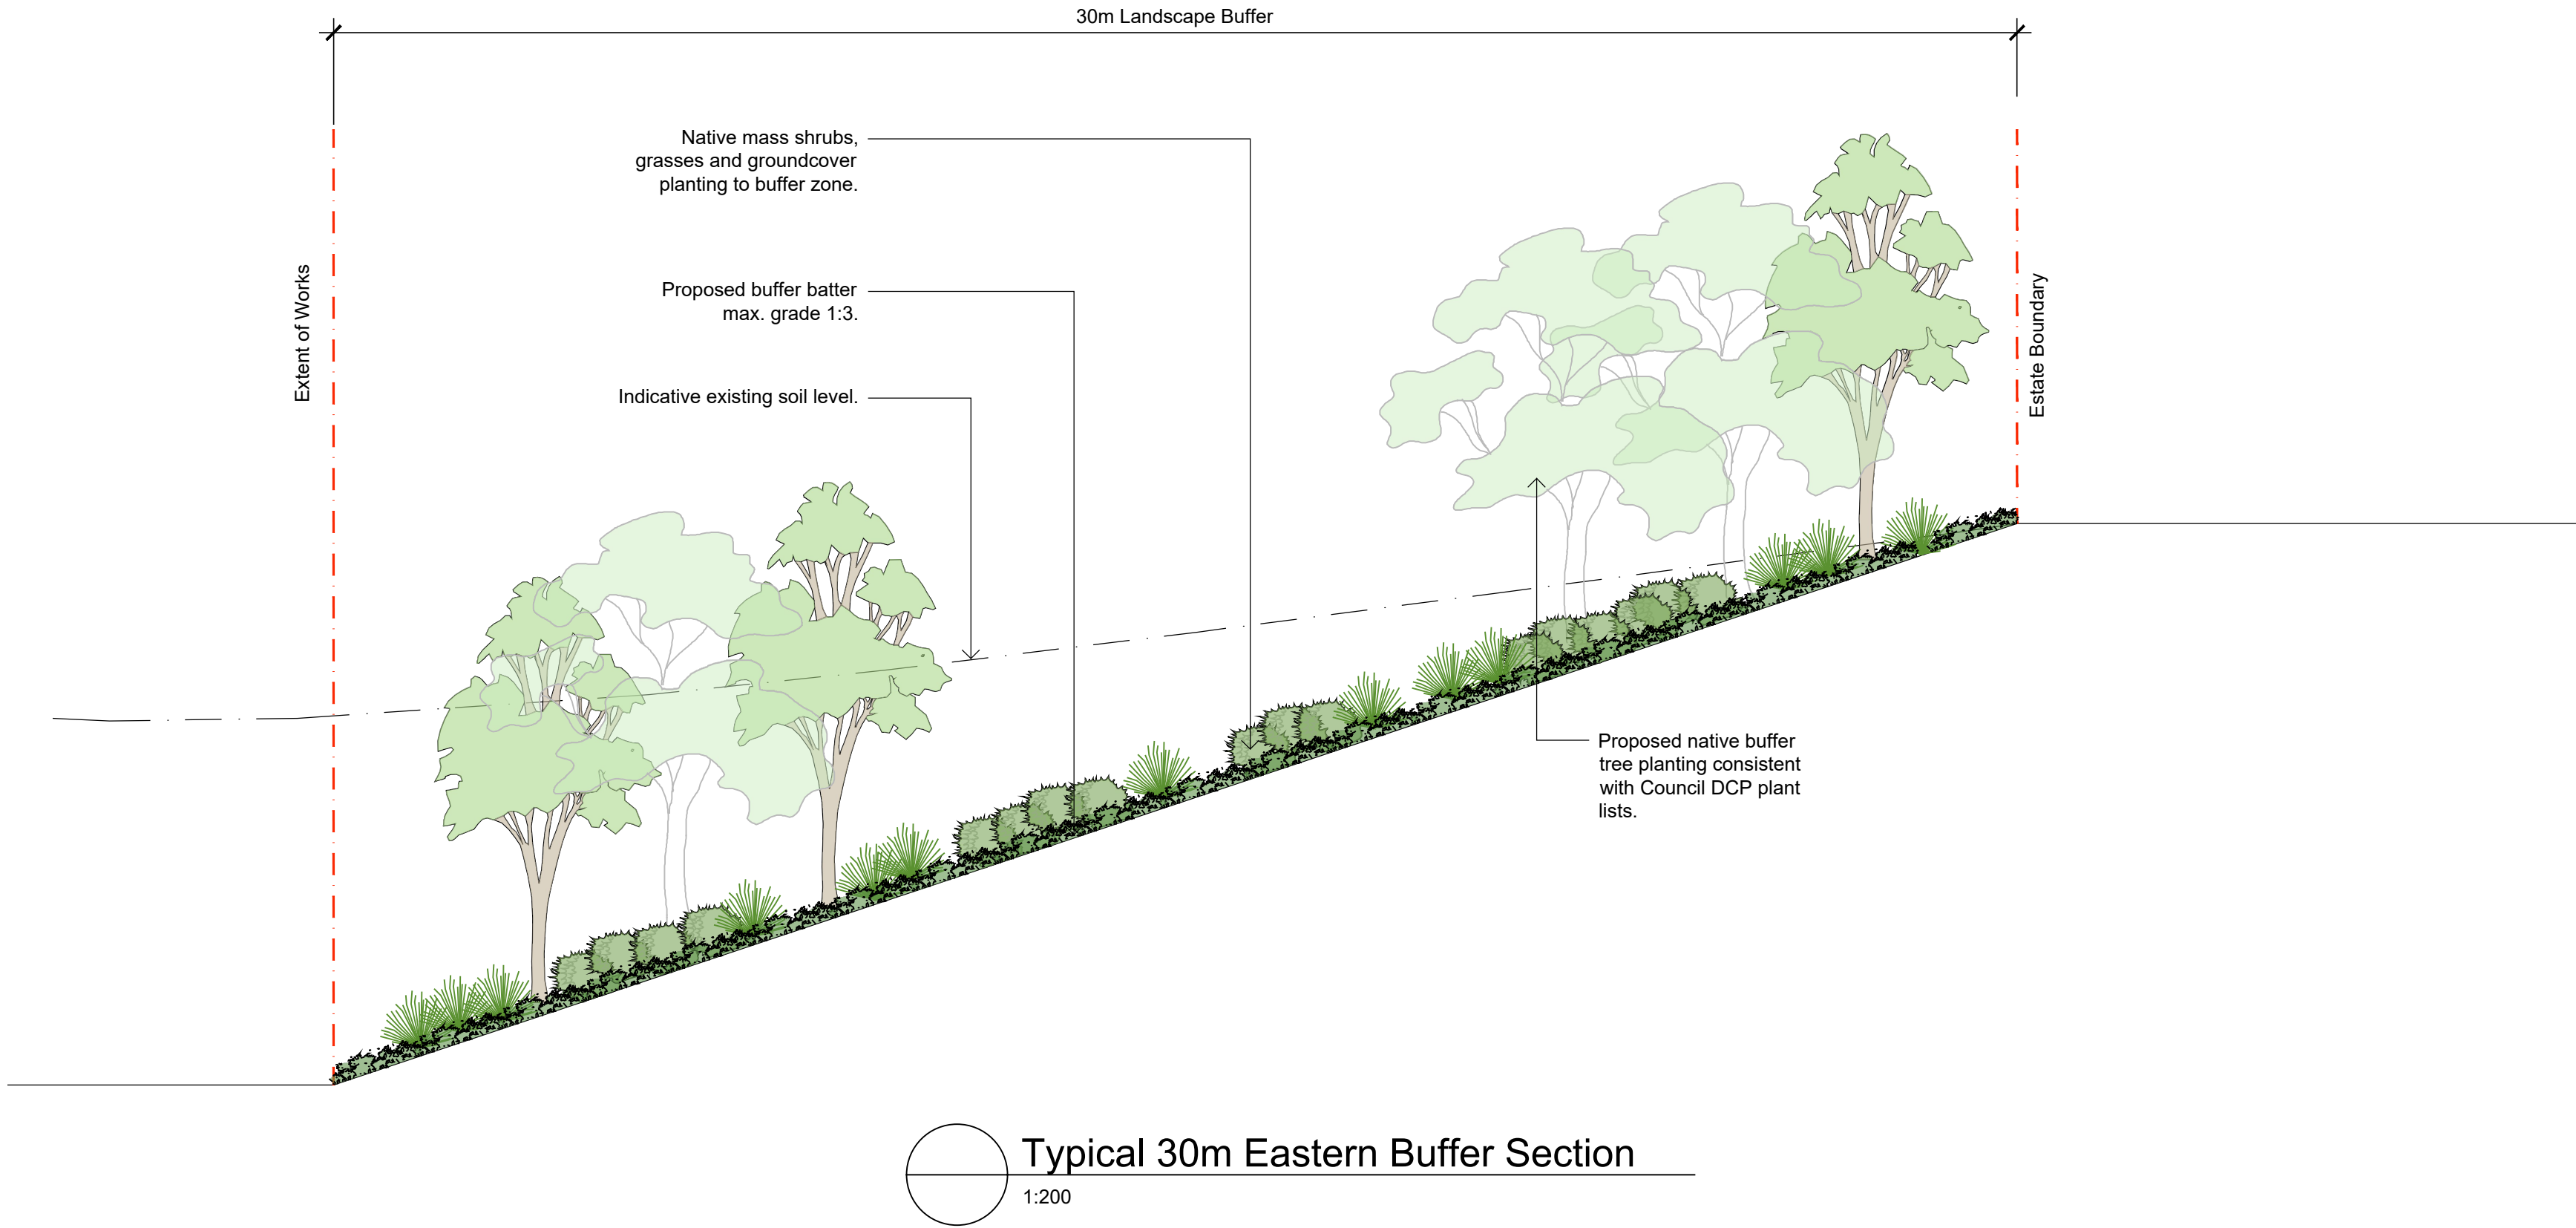 30m Landscape Buffer
Native mass shrubs,
grasses and groundcover
planting to buffer zone.
Proposed buffer batter
max. grade 1:3.
Indicative existing soil level.
Extent of Works
Estate Boundary
Proposed native buffer
tree planting consistent
with Council DCP plant
lists.
Typical 30m Eastern Buffer Section
1:200